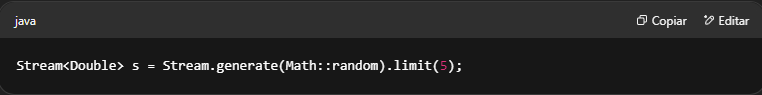 java Copiar Editar
Stream<Double> s = Stream.generate(Math::random).limit(5);